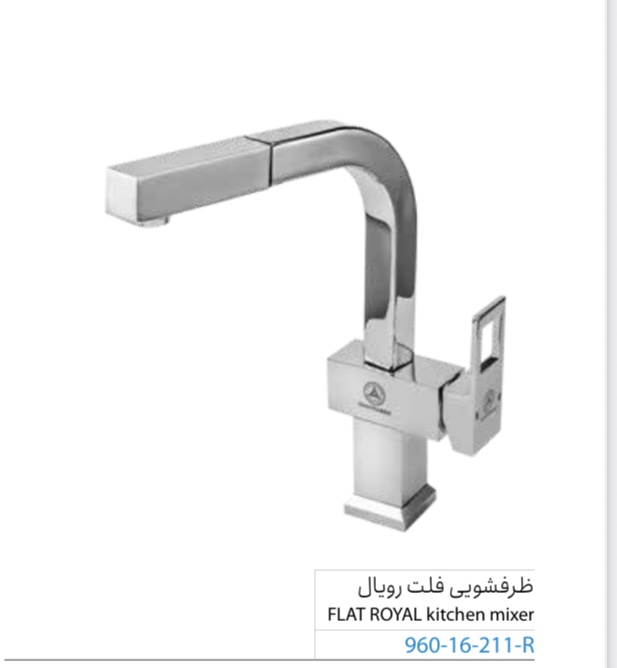 ظرفشویی فلت رویال
FLAT ROYAL kitchen mixer
960-16-211-R